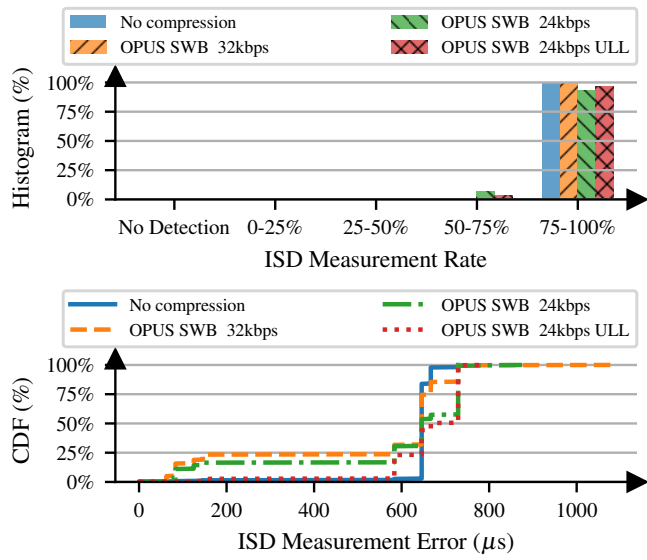 No compression
OPUS SWB 24kbps
OPUS SWB 32kbps
OPUS SWB 24kbps ULL
Histogram (%)
100%
75%
50%
25%
0%
No Detection 0-25% 25-50% 50-75% 75-100%
ISD Measurement Rate
No compression
OPUS SWB 24kbps
OPUS SWB 32kbps
OPUS SWB 24kbps ULL
CDF (%)
100%
75%
50%
25%
0%
0 200 400 600 800 1000
ISD Measurement Error (μs)